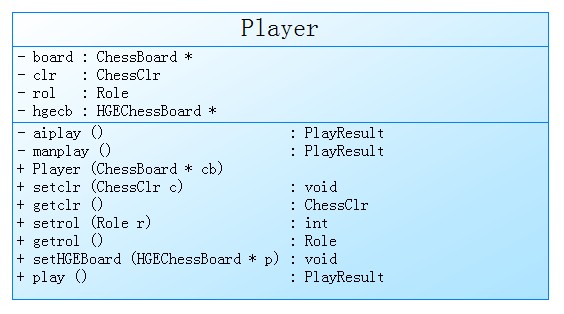 Player
- board : ChessBoard *
- clr : ChessClr
- rol : Role
- hgecb : HGEChessBoard *
- aiplay () : PlayResult
- manplay () : PlayResult
+ Player (ChessBoard * cb)
+ setclr (ChessClr c) : void
+ getclr () : ChessClr
+ setrol (Role r) : int
+ getrol () : Role
+ setHGEBoard (HGEChessBoard * p) : void
+ play () : PlayResult